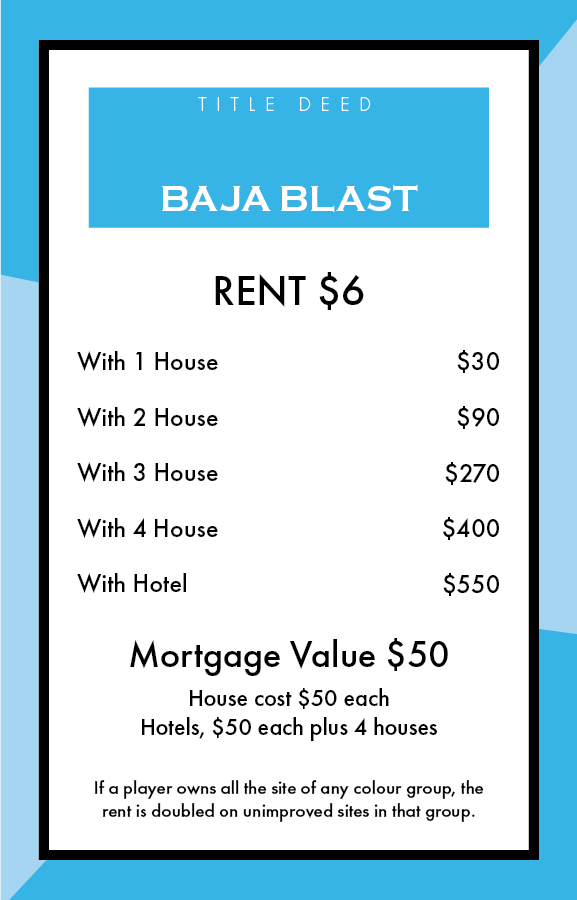 TITLE DEED
BAJA BLAST
RENT $6
With 1 House $30
With 2 House $90
With 3 House $270
With 4 House $400
With Hotel $550
Mortgage Value $50
House cost $50 each
Hotels, $50 each plus 4 houses
If a player owns all the site of any colour group, the
rent is doubled on unimproved sites in that group.